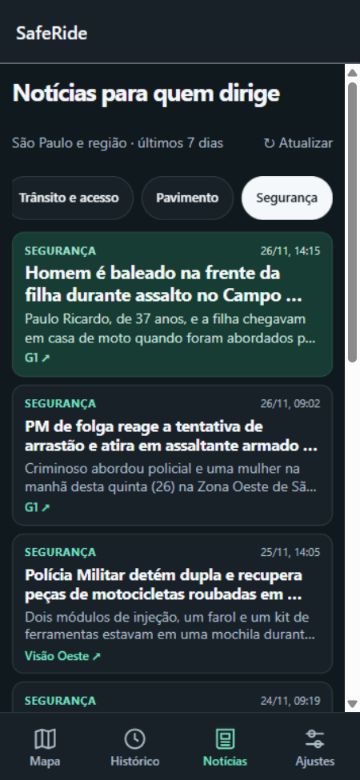 SafeRide
Notícias para quem dirige
São Paulo e região · últimos 7 dias ↻ Atualizar
Trânsito e acesso Pavimento Segurança
SEGURANÇA 26/11, 14:15
Homem é baleado na frente da
filha durante assalto no Campo ...
Paulo Ricardo, de 37 anos, e a filha chegavam
em casa de moto quando foram abordados p...
G1 ↗
SEGURANÇA 26/11, 09:02
PM de folga reage a tentativa de
arrastão e atira em assaltante armado ...
Criminoso abordou policial e uma mulher na
manhã desta quinta (26) na Zona Oeste de Sã...
G1 ↗
SEGURANÇA 25/11, 14:05
Polícia Militar detém dupla e recupera
peças de motocicletas roubadas em ...
Dois módulos de injeção, um farol e um kit de
ferramentas estavam em uma mochila durant...
Visão Oeste ↗
SEGURANÇA 24/11, 09:19
Mapa Histórico Notícias Ajustes